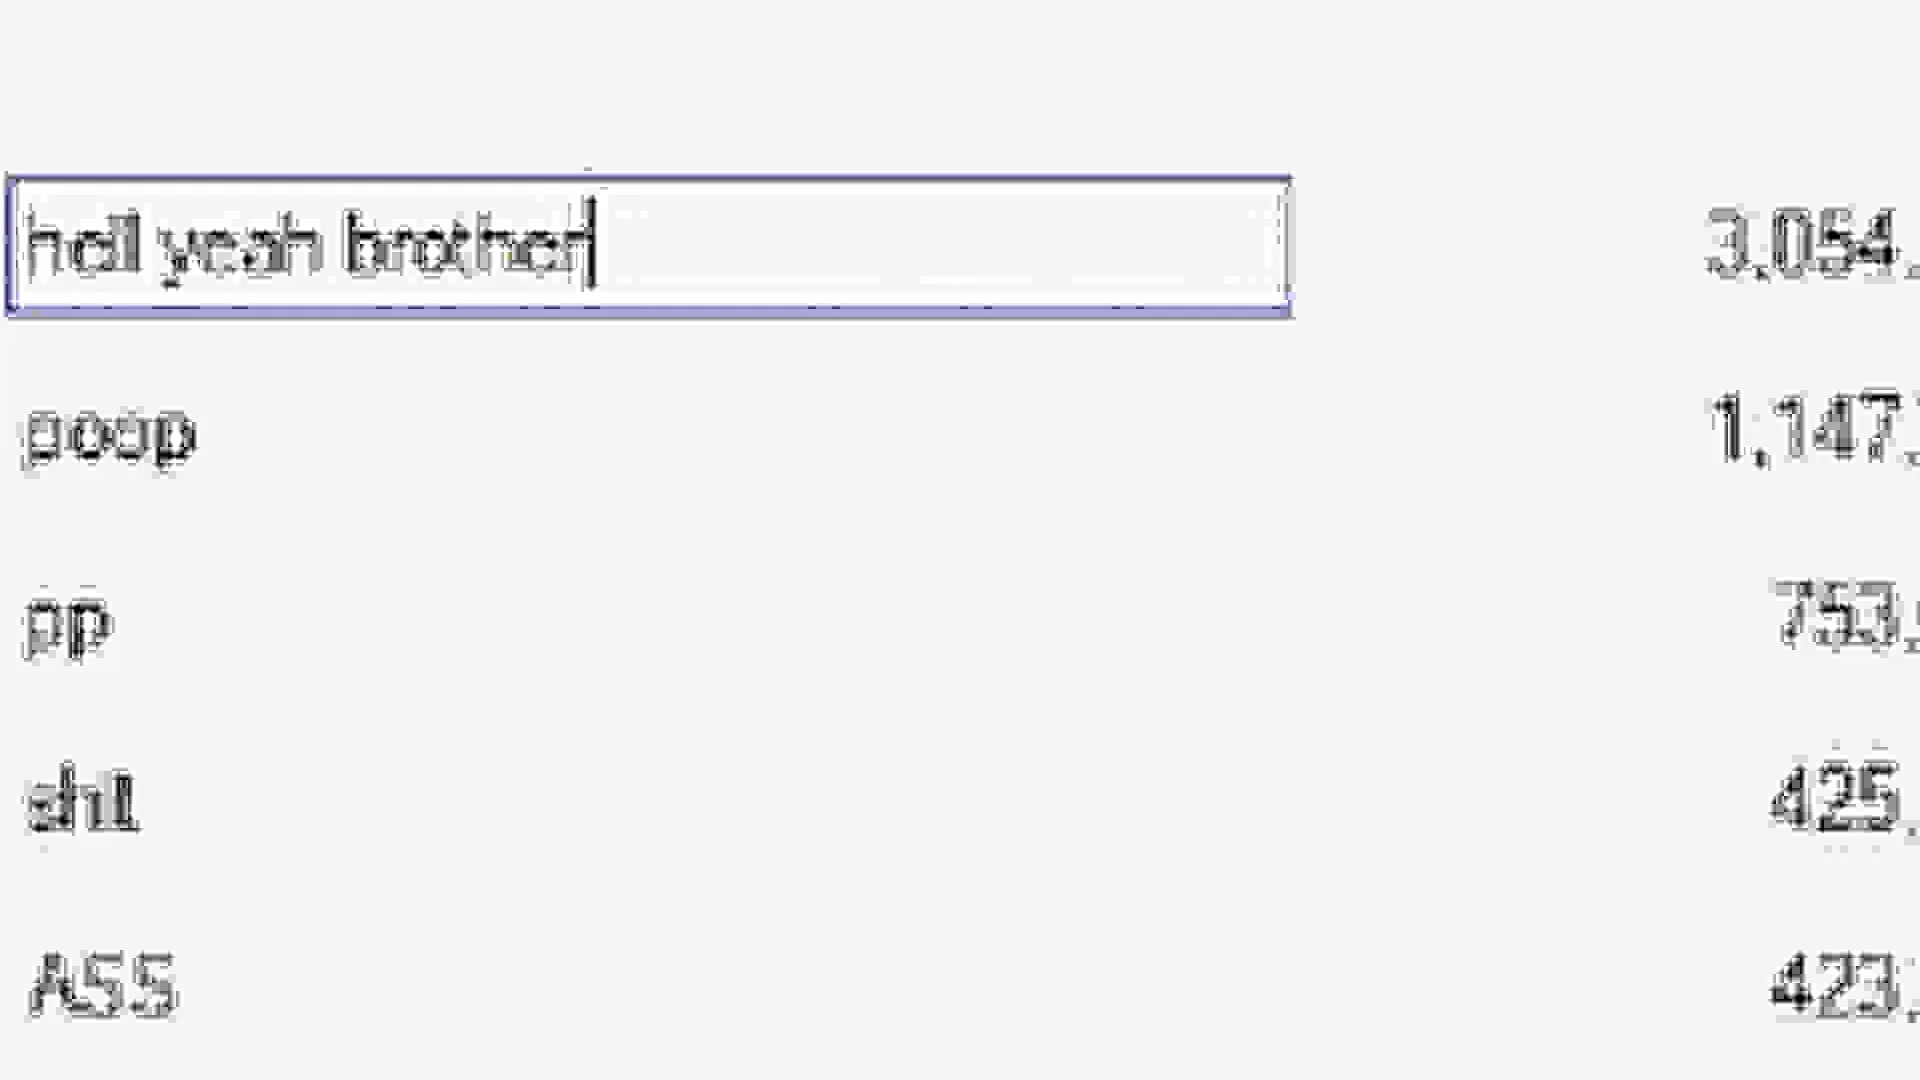 hell yeah brother 3,054.
poop 1,147.
pp 753.
shit 425.
ASS 423.